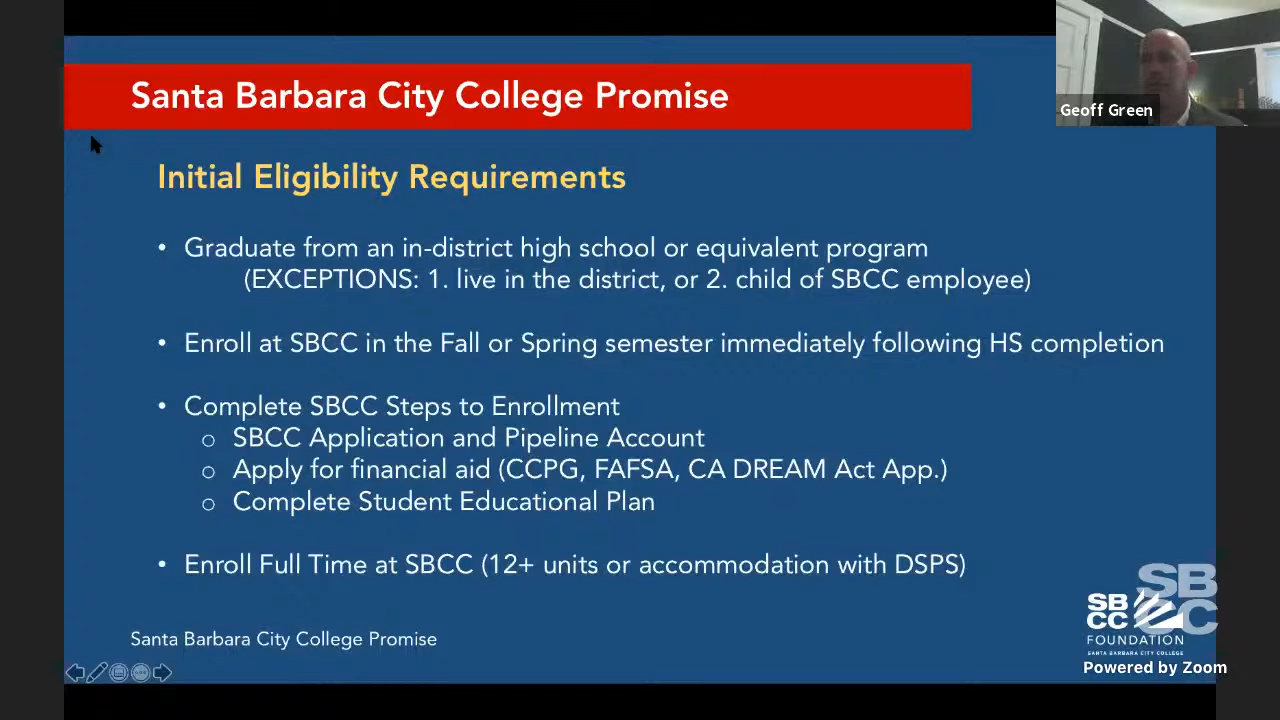 Santa Barbara City College Promise
Geoff Green
Initial Eligibility Requirements
• Graduate from an in-district high school or equivalent program
(EXCEPTIONS: 1. live in the district, or 2. child of SBCC employee)
• Enroll at SBCC in the Fall or Spring semester immediately following HS completion
• Complete SBCC Steps to Enrollment
o SBCC Application and Pipeline Account
o Apply for financial aid (CCPG, FAFSA, CA DREAM Act App.)
o Complete Student Educational Plan
• Enroll Full Time at SBCC (12+ units or accommodation with DSPS)
Santa Barbara City College Promise
SB
CC
FOUNDATION
SANTA BARBARA CITY COLLEGE
SB
CC
Powered by Zoom